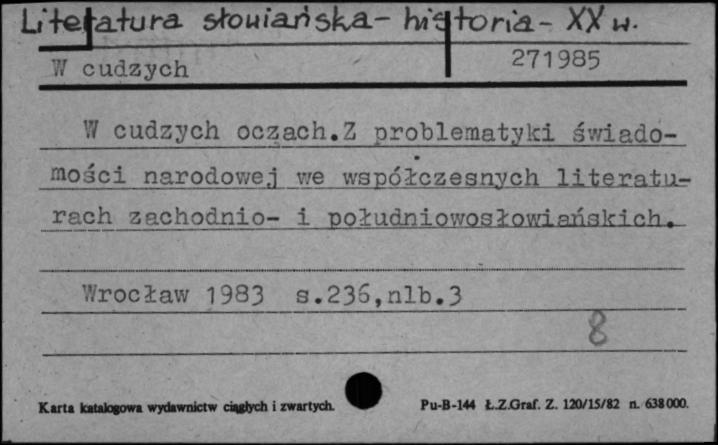 Literatura słowiańska - historia - XX w.
W cudzych 271985
W cudzych oczach.Z problematyki świado-
mości narodowej we współczesnych literatu-
rach zachodnio- i południowosłowiańskich.
Wrocław 1983 s.236,nlb.3
8
Karta katalogowa wydawnictw ciągłych i zwartych. Pu-B-144 Ł.Z.Graf. Z. 120/15/82 n. 638000.